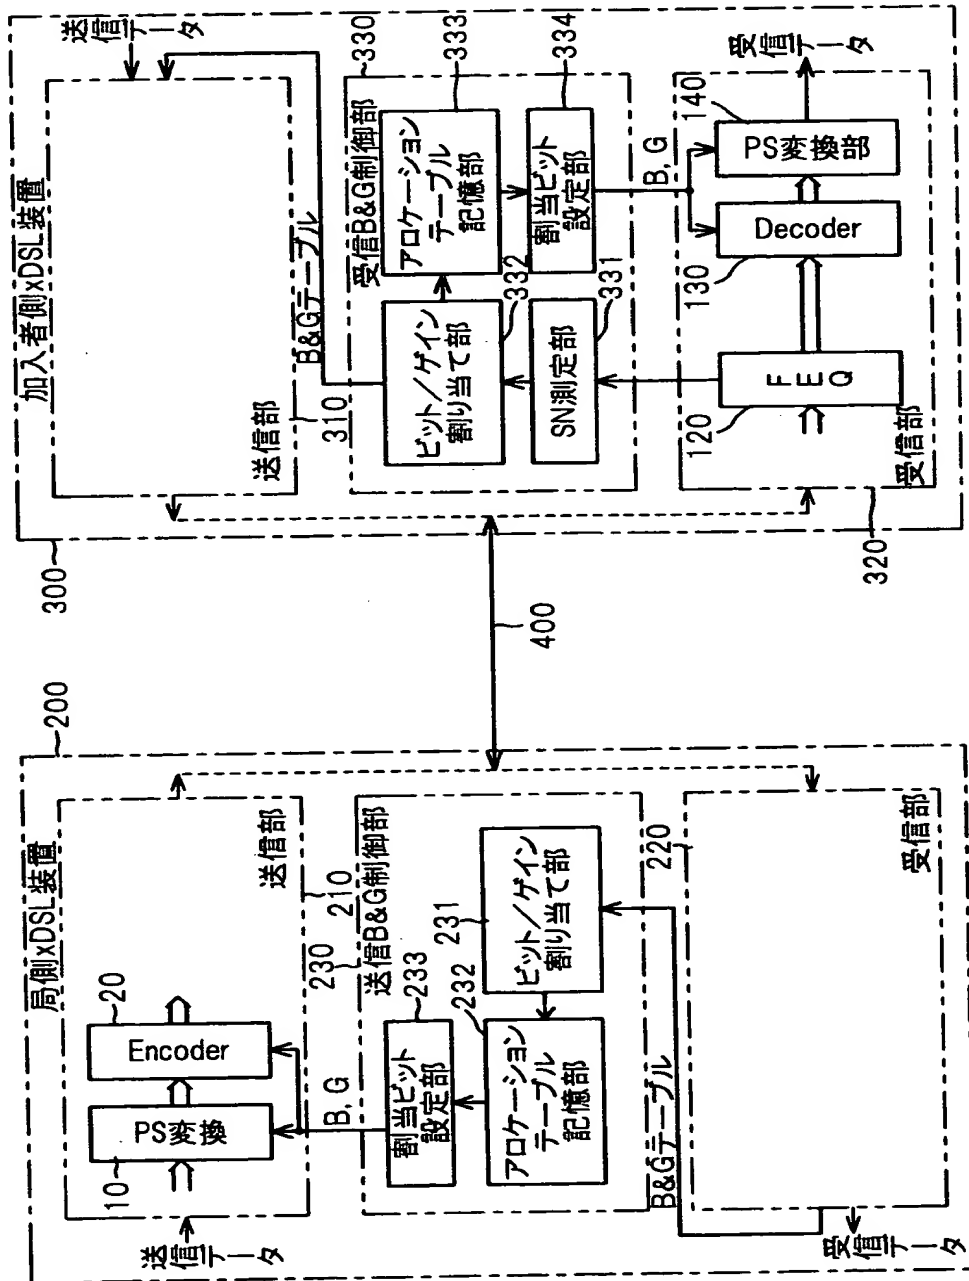 200
局側xDSL装置
送信データ
10
PS変換
20
Encoder
送信部
210
B, G
230
送信B&G制御部
233
割当ビット
設定部
232
アロケーション
テーブル
記憶部
231
ビット/ゲイン
割り当て部
B&Gテーブル
220
受信部
受信データ
400
300
加入者側xDSL装置
送信データ
送信部
310
B&Gテーブル
330
受信B&G制御部
333
アロケーション
テーブル
記憶部
332
ビット/ゲイン
割り当て部
334
割当ビット
設定部
331
SN測定部
B, G
120
FEQ
130
Decoder
140
PS変換部
受信データ
受信部
320